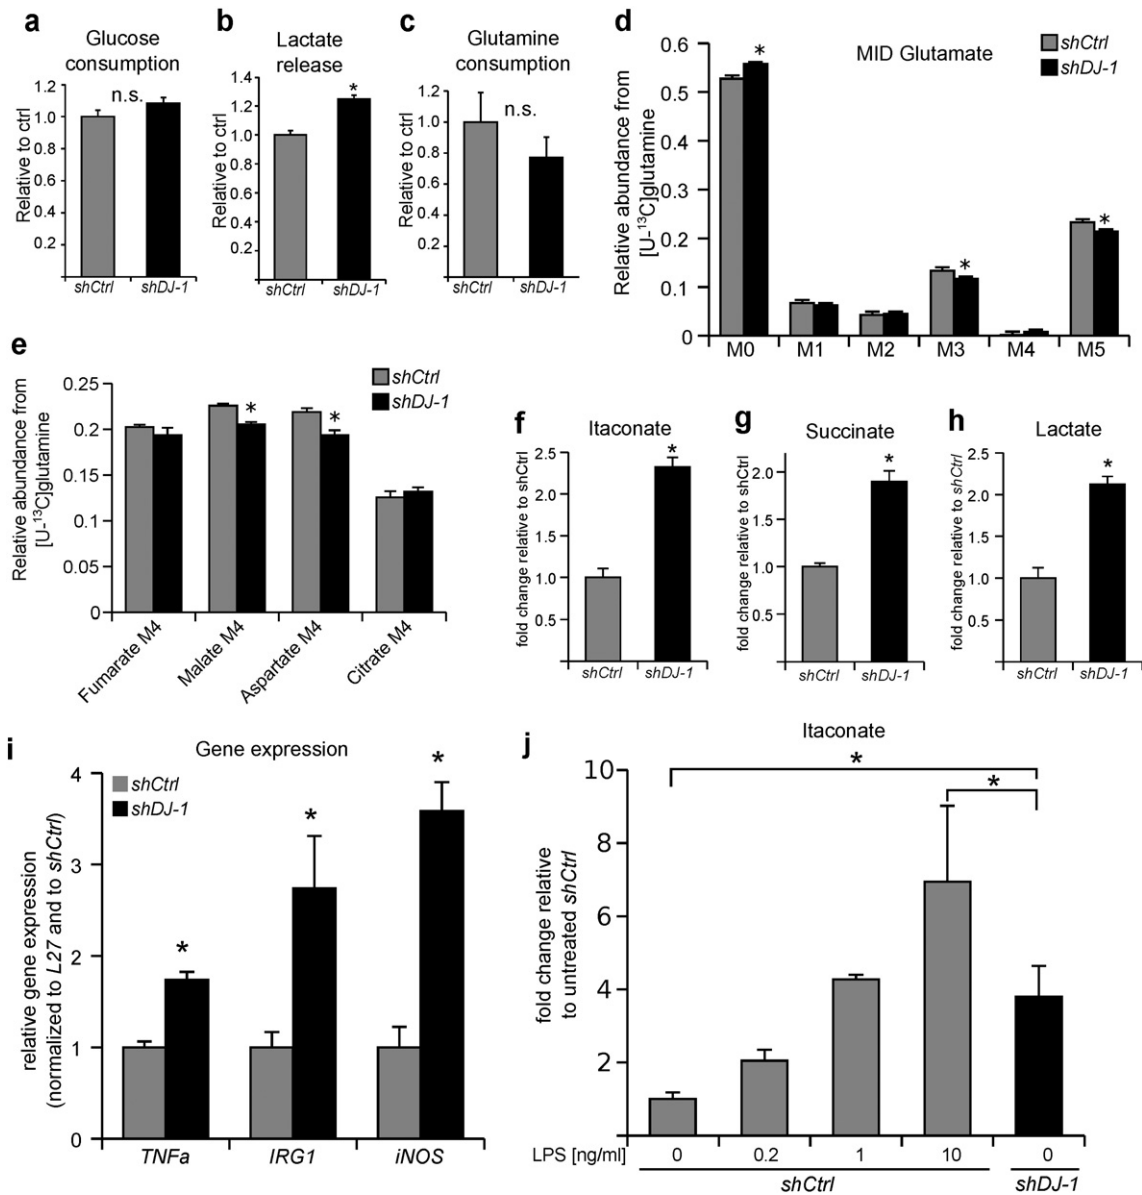 a
Glucose
consumption
Relative to ctrl
1.2
1.0
0.8
0.6
0.4
0.2
n.s.
shCtrl shDJ-1
b
Lactate
release
Relative to ctrl
1.4
1.2
1.0
0.8
0.6
0.4
0.2
*
shCtrl shDJ-1
c
Glutamine
consumption
Relative to ctrl
1.2
1.0
0.8
0.6
0.4
0.2
n.s.
shCtrl shDJ-1
d
MID Glutamate
shCtrl
shDJ-1
Relative abundance from
[U-¹³C]glutamine
0.6
0.5
0.4
0.3
0.2
0.1
0
*
*
*
M0 M1 M2 M3 M4 M5
e
shCtrl
shDJ-1
Relative abundance from
[U-¹³C]glutamine
0.25
0.2
0.15
0.1
0.05
0
*
*
Fumarate M4
Malate M4
Aspartate M4
Citrate M4
f
Itaconate
fold change relative to shCtrl
2.5
2.0
1.5
1.0
0.5
*
shCtrl shDJ-1
g
Succinate
fold change relative to shCtrl
2.0
1.5
1.0
0.5
*
shCtrl shDJ-1
h
Lactate
fold change relative to shCtrl
2.5
2.0
1.5
1.0
0.5
*
shCtrl shDJ-1
i
Gene expression
shCtrl
shDJ-1
relative gene expression
(normalized to L27 and to shCtrl)
4
3
2
1
0
*
*
*
TNFa IRG1 iNOS
j
Itaconate
fold change relative
to untreated shCtrl
10
8
6
4
2
*
*
LPS [ng/ml] 0 0.2 1 10 0
shCtrl shDJ-1